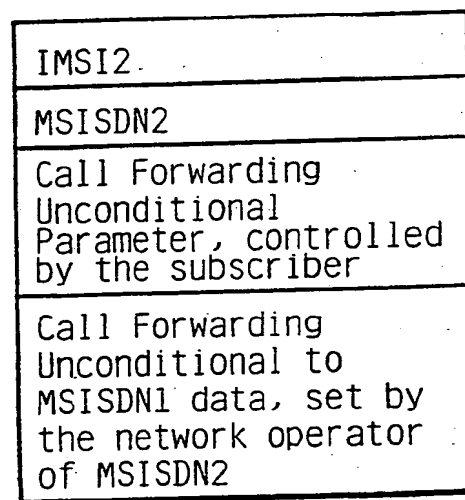 IMSI2
MSISDN2
Call Forwarding
Unconditional
Parameter, controlled
by the subscriber
Call Forwarding
Unconditional to
MSISDN1 data, set by
the network operator
of MSISDN2